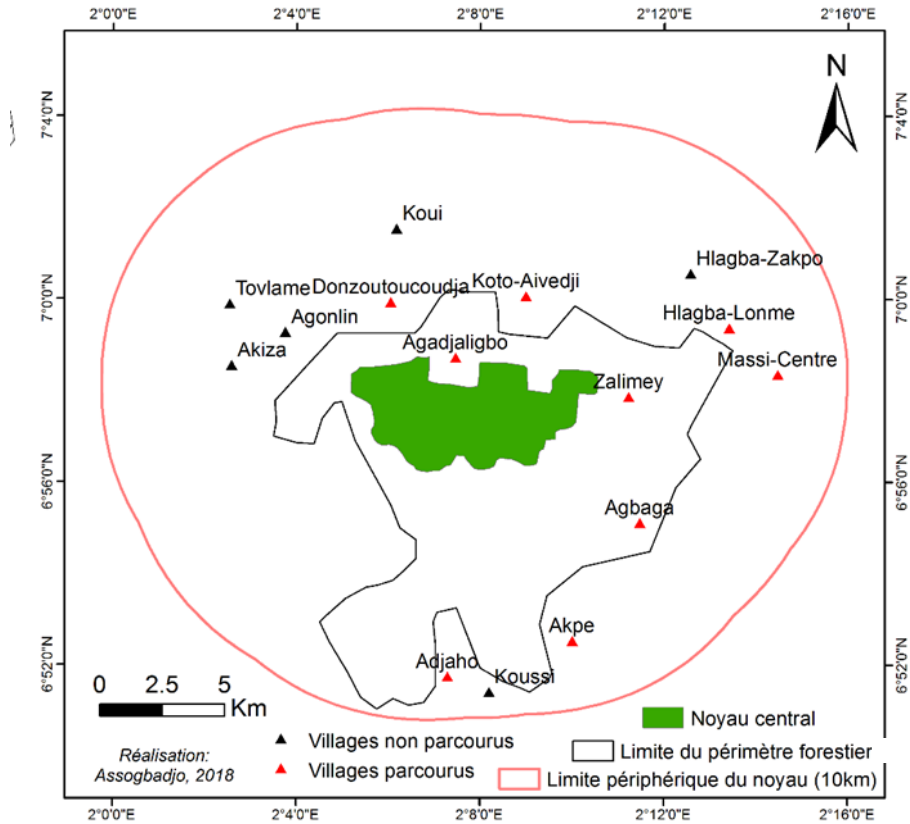 2°0'0"E 2°4'0"E 2°8'0"E 2°12'0"E 2°16'0"E
N
7°4'0"N 7°4'0"N
Koui
Hlagba-Zakpo
Tovlame Donzoutoucoudja Koto-Aivedji
7°0'0"N 7°0'0"N
Agonlin Hlagba-Lonme
Akiza Agadjaligbo Massi-Centre
Zalimey
6°56'0"N 6°56'0"N
Agbaga
Akpe
6°52'0"N 6°52'0"N
Adjaho
Koussi
0 2.5 5
Km
Noyau central
Villages non parcourus
Limite du périmètre forestier
Réalisation:
Assogbadjo, 2018
Villages parcourus
Limite périphérique du noyau (10km)
2°0'0"E 2°4'0"E 2°8'0"E 2°12'0"E 2°16'0"E